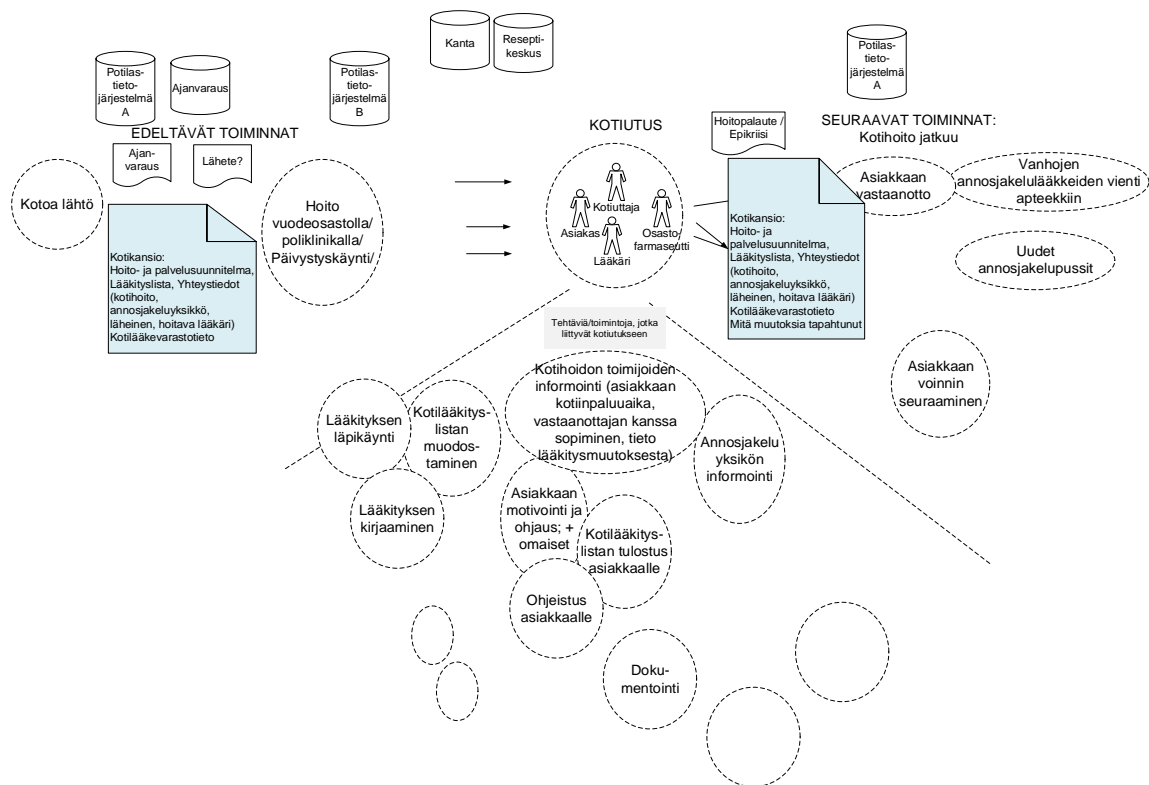 Kanta
Resepti-
keskus
Potilas-
tieto-
järjestelmä
A
Ajanvaraus
Potilas-
tieto-
järjestelmä
B
Potilas-
tieto-
järjestelmä
A
EDELTÄVÄT TOIMINNAT
Ajan-
varaus
Lähete?
Kotoa lähtö
Kotikansio:
Hoito- ja palvelusuunnitelma,
Lääkityslista, Yhteystiedot
(kotihoito,
annosjakeluyksikkö,
läheinen, hoitava lääkäri)
Kotilääkevarastotieto
Hoito
vuodeosastolla/
poliklinikalla/
Päivystyskäynti/
KOTIUTUS
Kotiuttaja
Asiakas
Osasto-
farmaseutti
Lääkäri
Hoitopalaute /
Epikriisi
Kotikansio:
Hoito- ja
palvelusuunnitelma,
Lääkityslista, Yhteystiedot
(kotihoito,
annosjakeluyksikkö,
läheinen, hoitava lääkäri)
Kotilääkevarastotieto
Mitä muutoksia tapahtunut
SEURAAVAT TOIMINNAT:
Kotihoito jatkuu
Asiakkaan
vastaanotto
Vanhojen
annosjakelulääkkeiden vienti
apteekkiin
Uudet
annosjakelupussit
Asiakkaan
voinnin
seuraaminen
Tehtäviä/toimintoja, jotka
liittyvät kotiutukseen
Lääkityksen
läpikäynti
Kotilääkitys-
listan
muodos-
taminen
Lääkityksen
kirjaaminen
Kotihoidon toimijoiden
informointi (asiakkaan
kotiinpaluuaika,
vastaanottajan kanssa
sopiminen, tieto
lääkitysmuutoksesta)
Annosjakelu
yksikön
informointi
Asiakkaan
motivointi ja
ohjaus; +
omaiset
Kotilääkitys-
listan tulostus
asiakkaalle
Ohjeistus
asiakkaalle
Doku-
mentointi